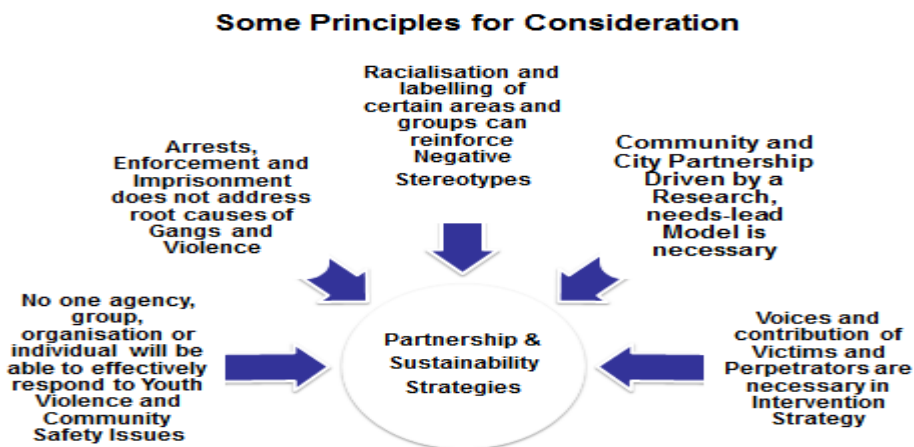 Some Principles for Consideration
Racialisation and
labelling of
certain areas and
groups can
reinforce
Negative
Stereotypes
Arrests,
Enforcement and
Imprisonment
does not address
root causes of
Gangs and
Violence
Community and
City Partnership
Driven by a
Research,
needs-lead
Model is
necessary
No one agency,
group,
organisation or
individual will be
able to effectively
respond to Youth
Violence and
Community
Safety Issues
Partnership &
Sustainability
Strategies
Voices and
contribution of
Victims and
Perpetrators are
necessary in
Intervention
Strategy